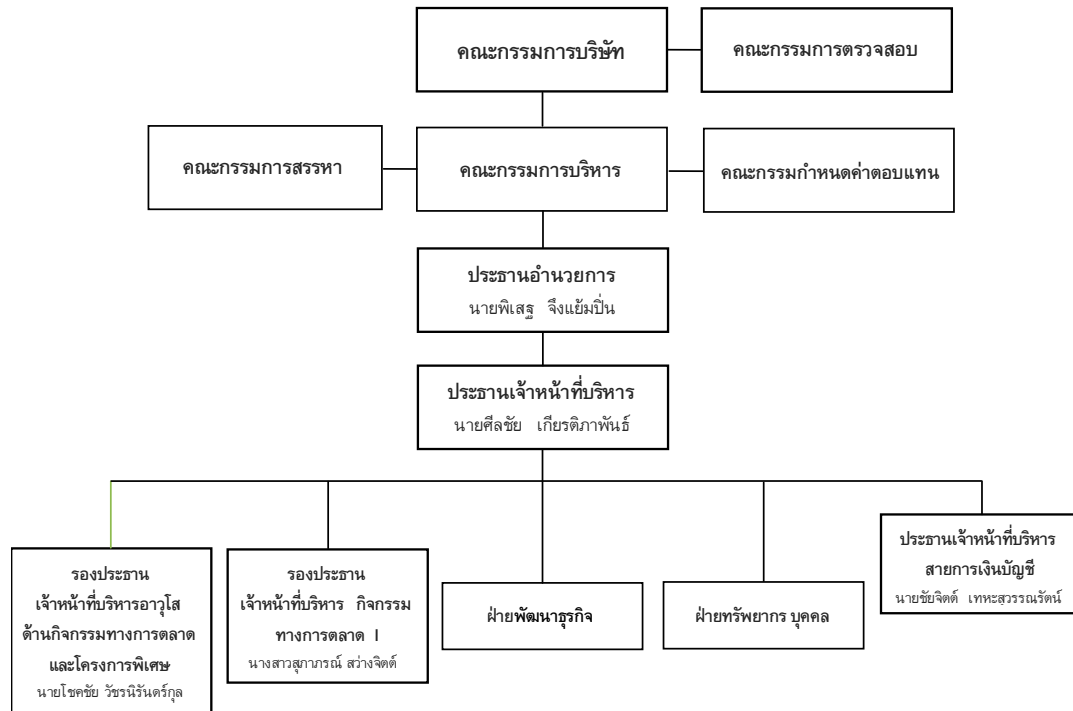 คณะกรรมการบริษัท
คณะกรรมการตรวจสอบ
คณะกรรมการสรรหา
คณะกรรมการบริหาร
คณะกรรมกำหนดค่าตอบแทน
ประธานอำนวยการ
นายพิเสฐ จึงแย้มปิ่น
ประธานเจ้าหน้าที่บริหาร
นายศีลชัย เกียรติภาพันธ์
รองประธาน
เจ้าหน้าที่บริหารอาวุโส
ด้านกิจกรรมทางการตลาด
และโครงการพิเศษ
นายโชคชัย วัชรนิรันดร์กุล
รองประธาน
เจ้าหน้าที่บริหาร กิจกรรม
ทางการตลาด I
นางสาวสุภาภรณ์ สว่างจิตต์
ฝ่ายพัฒนาธุรกิจ
ฝ่ายทรัพยากร บุคคล
ประธานเจ้าหน้าที่บริหาร
สายการเงินบัญชี
นายชัยจิตต์ เทหะสุวรรณรัตน์